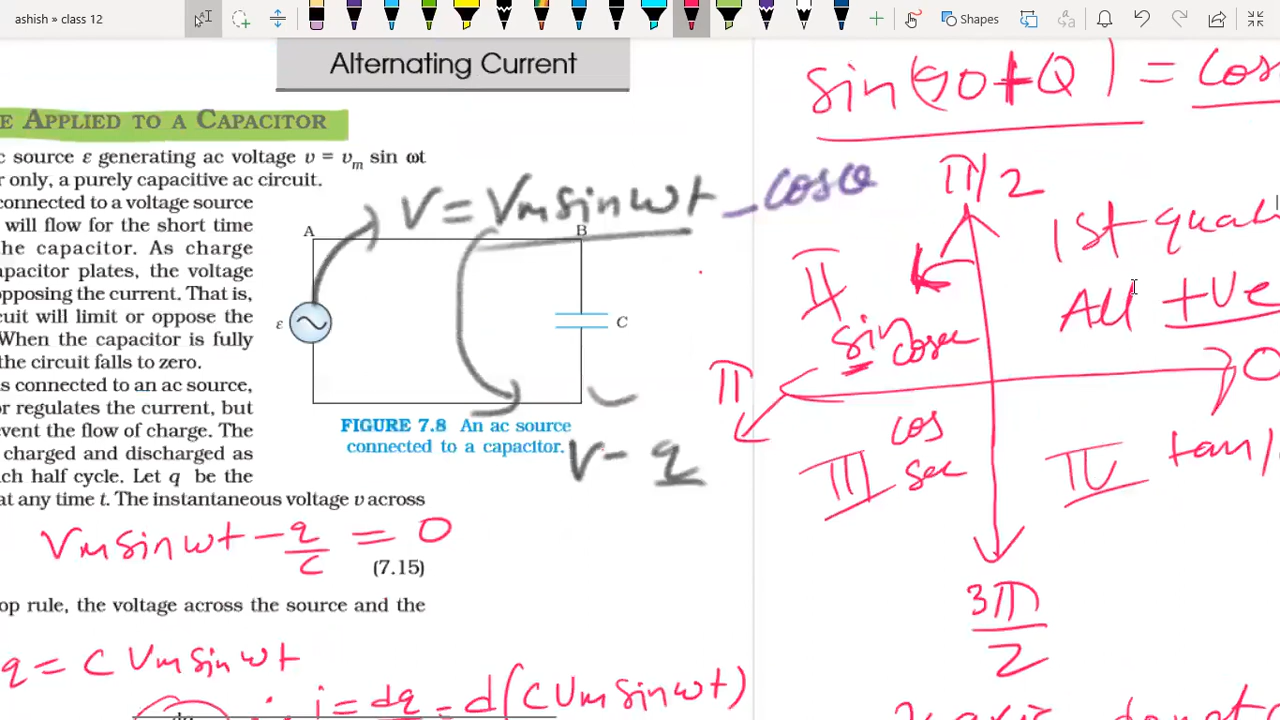 ashish » class 12
Shapes
Alternating Current
E APPLIED TO A CAPACITOR
c source ε generating ac voltage v = vm sin ωt
r only, a purely capacitive ac circuit.
connected to a voltage source
will flow for the short time
the capacitor. As charge
apacitor plates, the voltage
opposing the current. That is,
cuit will limit or oppose the
When the capacitor is fully
the circuit falls to zero.
is connected to an ac source,
or regulates the current, but
event the flow of charge. The
charged and discharged as
ach half cycle. Let q be the
at any time t. The instantaneous voltage v across
V = Vm sin ωt
A
B
ε
C
FIGURE 7.8 An ac source
connected to a capacitor.
V - q
Vm sin ωt - q/c = 0
(7.15)
op rule, the voltage across the source and the
q = C Vm sin ωt
i = dq = d(C Vm sin ωt)
sin(90+Q) = cos
- cosθ
π/2
1st quad
All +ve
II
sin
cosec
π
0
cos
sec
III
IV
tan/
3π/2